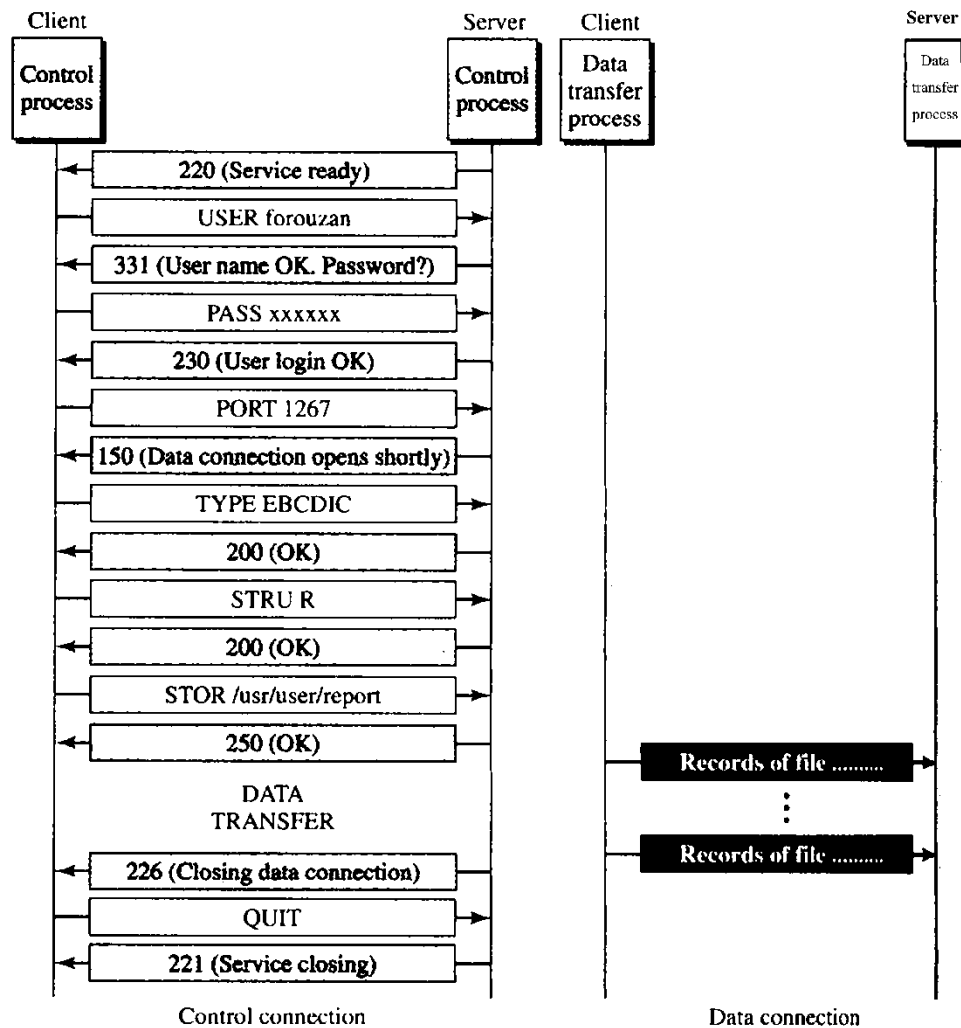 Client
Server
Client
Server
Control
process
Control
process
Data
transfer
process
Data
transfer
process
220 (Service ready)
USER forouzan
331 (User name OK. Password?)
PASS xxxxxx
230 (User login OK)
PORT 1267
150 (Data connection opens shortly)
TYPE EBCDIC
200 (OK)
STRU R
200 (OK)
STOR /usr/user/report
250 (OK)
Records of file ..........
DATA
TRANSFER
Records of file ..........
226 (Closing data connection)
QUIT
221 (Service closing)
Control connection
Data connection